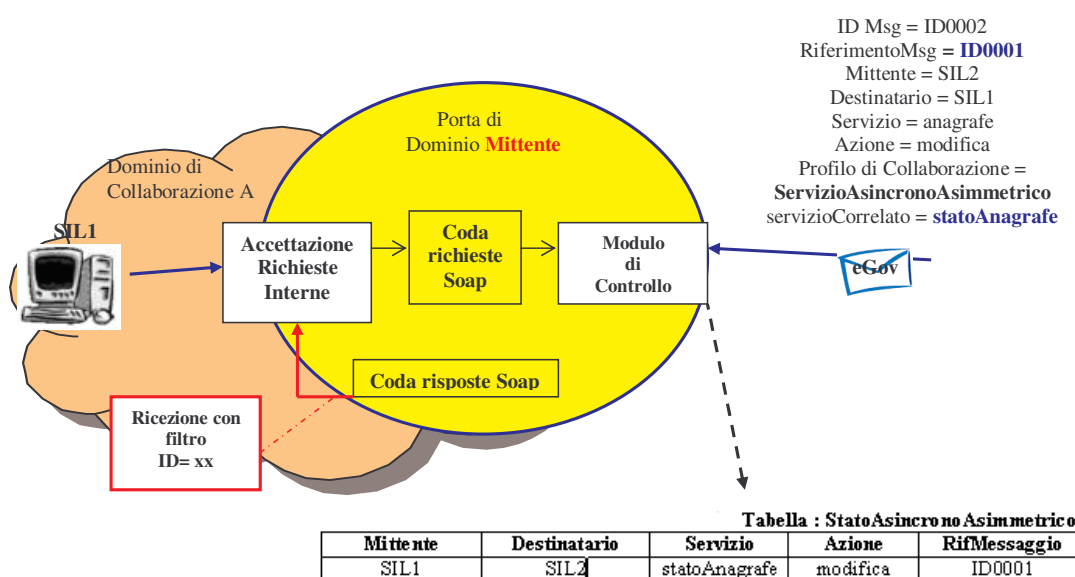 ID Msg = ID0002
RiferimentoMsg = ID0001
Mittente = SIL2
Destinatario = SIL1
Servizio = anagrafe
Azione = modifica
Profilo di Collaborazione =
ServizioAsincronoAsimmetrico
servizioCorrelato = statoAnagrafe
Porta di
Dominio Mittente
Dominio di
Collaborazione A
SIL1
Accettazione
Richieste
Interne
Coda
richieste
Soap
Modulo
di
Controllo
eGov
Coda risposte Soap
Ricezione con
filtro
ID= xx
Tabella : StatoAsincronoAsimmetrico
Mittente Destinatario Servizio Azione RifMessaggio
SIL1 SIL2 statoAnagrafe modifica ID0001